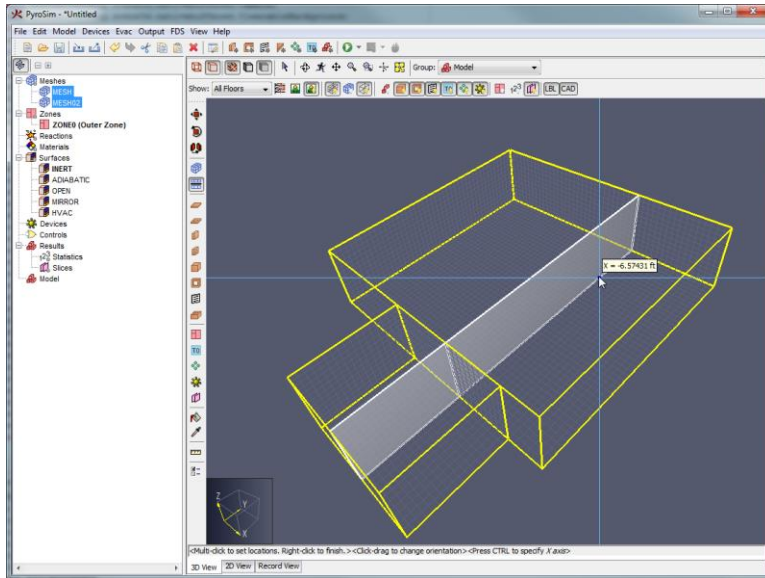 PyroSim - *Untitled
File Edit Model Devices Evac Output FDS View Help
Group: Model
Show: All Floors
LBL CAD
Meshes
MESH
MESH02
Zones
ZONE0 (Outer Zone)
Reactions
Materials
Surfaces
INERT
ADIABATIC
OPEN
MIRROR
HVAC
Devices
Controls
Results
Statistics
Slices
Model
X = -6.57431 ft
Z
Y
X
<Multi-click to set locations. Right-click to finish.> <Click-drag to change orientation> <Press CTRL to specify X axis>
3D View 2D View Record View